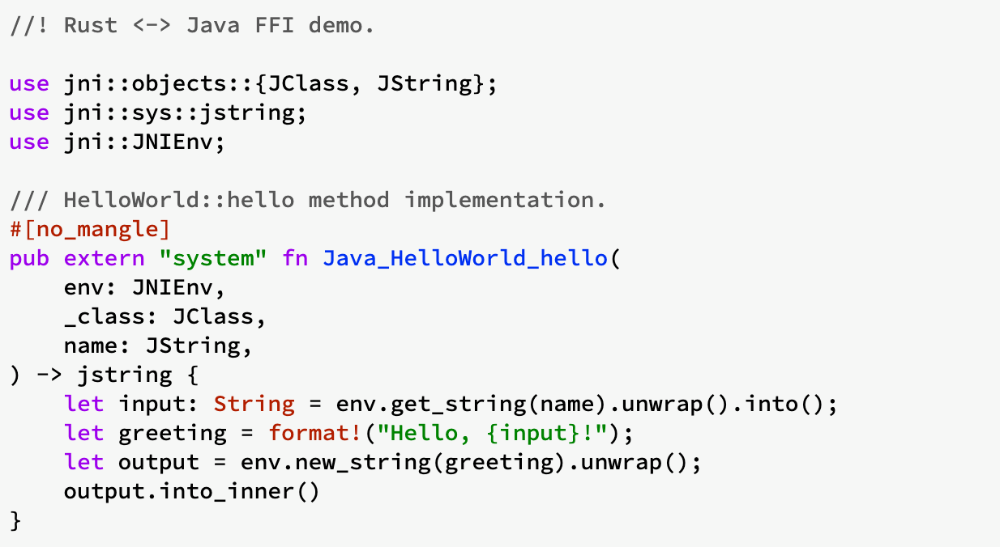 //! Rust <-> Java FFI demo.

use jni::objects::{JClass, JString};
use jni::sys::jstring;
use jni::JNIEnv;

/// HelloWorld::hello method implementation.
#[no_mangle]
pub extern "system" fn Java_HelloWorld_hello(
    env: JNIEnv,
    _class: JClass,
    name: JString,
) -> jstring {
    let input: String = env.get_string(name).unwrap().into();
    let greeting = format!("Hello, {input}!");
    let output = env.new_string(greeting).unwrap();
    output.into_inner()
}